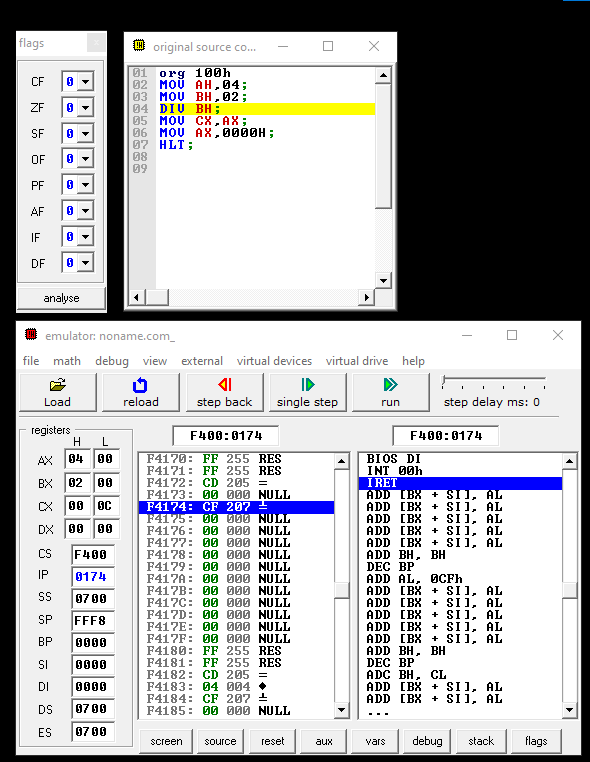 flags
original source co...
CF 0
ZF 0
SF 0
OF 0
PF 0
AF 0
IF 0
DF 0
analyse
01 org 100h
02 MOV AH,04;
03 MOV BH,02;
04 DIV BH;
05 MOV CX,AX;
06 MOV AX,0000H;
07 HLT;
08
09
emulator: noname.com_
file math debug view external virtual devices virtual drive help
Load reload step back single step run step delay ms: 0
registers
H L
AX 04 00
BX 02 00
CX 00 0C
DX 00 00
CS F400
IP 0174
SS 0700
SP FFF8
BP 0000
SI 0000
DI 0000
DS 0700
ES 0700
F400:0174
F4170: FF 255 RES
F4171: FF 255 RES
F4172: CD 205 =
F4173: 00 000 NULL
F4174: CF 207 ╧
F4175: 00 000 NULL
F4176: 00 000 NULL
F4177: 00 000 NULL
F4178: 00 000 NULL
F4179: 00 000 NULL
F417A: 00 000 NULL
F417B: 00 000 NULL
F417C: 00 000 NULL
F417D: 00 000 NULL
F417E: 00 000 NULL
F417F: 00 000 NULL
F4180: FF 255 RES
F4181: FF 255 RES
F4182: CD 205 =
F4183: 04 004 ♦
F4184: CF 207 ╧
F4185: 00 000 NULL
F400:0174
BIOS DI
INT 00h
IRET
ADD [BX + SI], AL
ADD [BX + SI], AL
ADD [BX + SI], AL
ADD [BX + SI], AL
ADD [BX + SI], AL
ADD BH, BH
DEC BP
ADD AL, 0CFh
ADD [BX + SI], AL
ADD [BX + SI], AL
ADD [BX + SI], AL
ADD [BX + SI], AL
ADD [BX + SI], AL
ADD BH, BH
DEC BP
ADC BH, CL
ADD [BX + SI], AL
ADD [BX + SI], AL
...
screen source reset aux vars debug stack flags